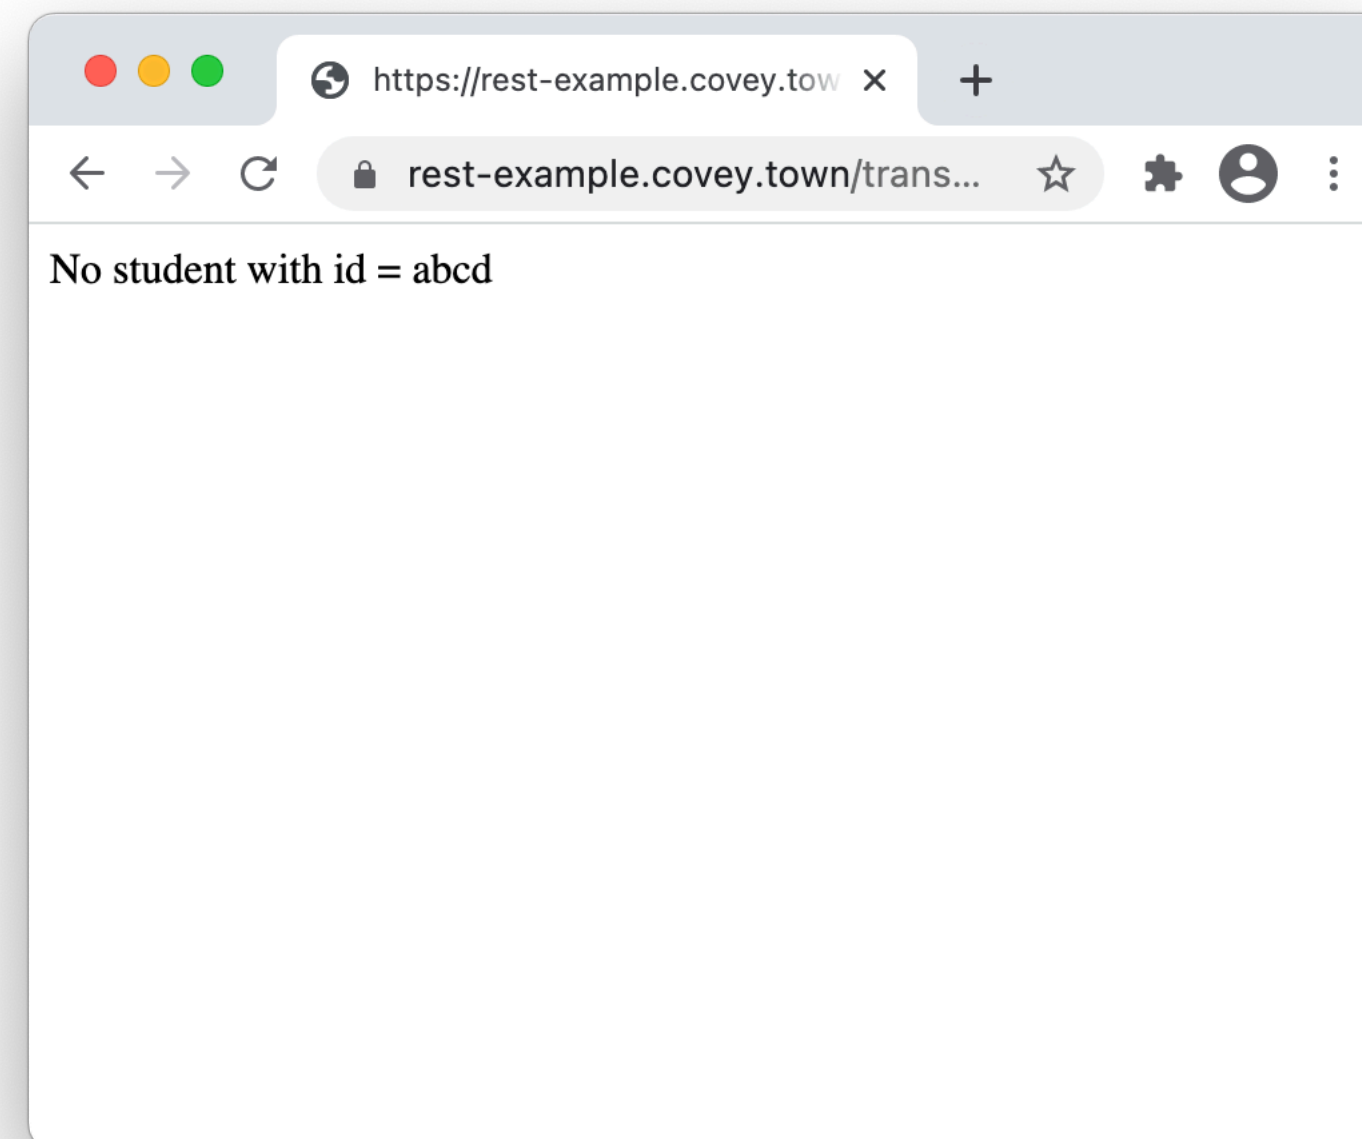 https://rest-example.covey.tow
rest-example.covey.town/trans...
No student with id = abcd